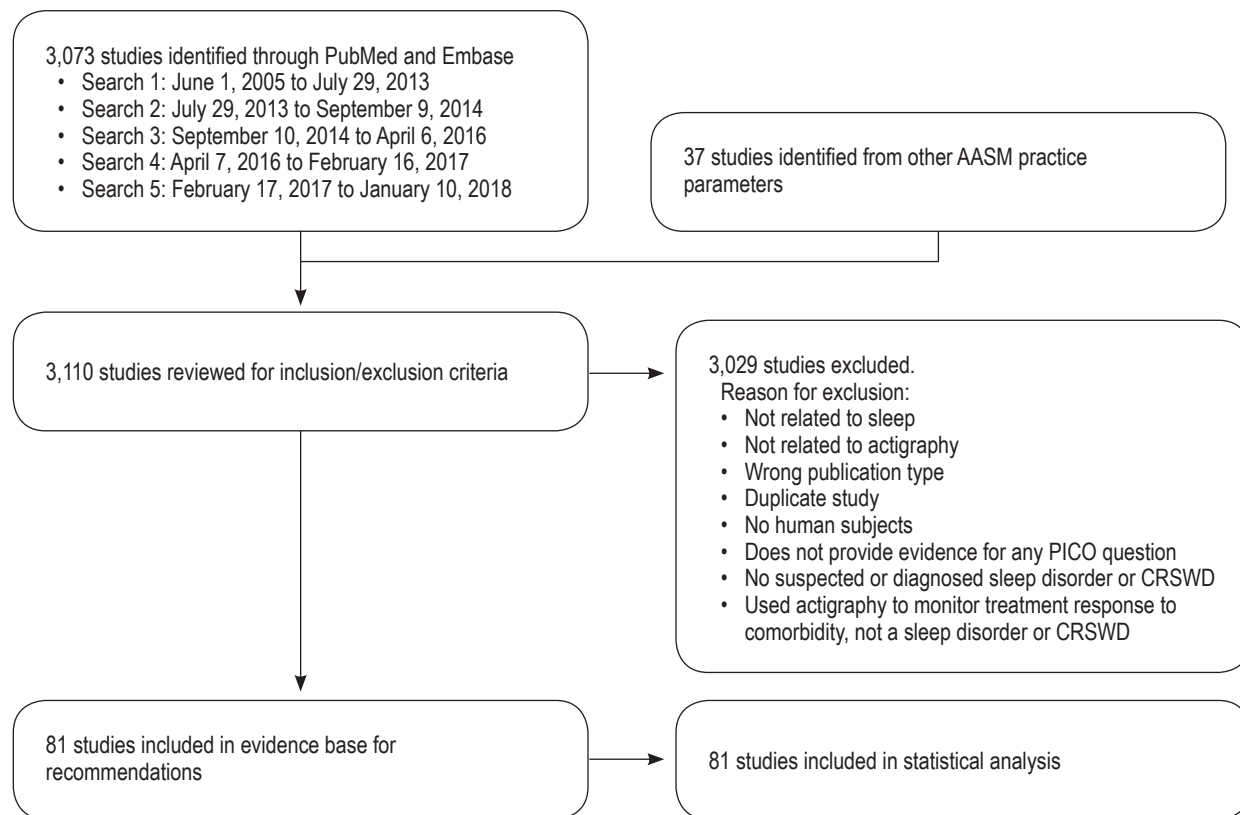 3,073 studies identified through PubMed and Embase
• Search 1: June 1, 2005 to July 29, 2013
• Search 2: July 29, 2013 to September 9, 2014
• Search 3: September 10, 2014 to April 6, 2016
• Search 4: April 7, 2016 to February 16, 2017
• Search 5: February 17, 2017 to January 10, 2018
37 studies identified from other AASM practice
parameters
3,110 studies reviewed for inclusion/exclusion criteria
3,029 studies excluded.
Reason for exclusion:
• Not related to sleep
• Not related to actigraphy
• Wrong publication type
• Duplicate study
• No human subjects
• Does not provide evidence for any PICO question
• No suspected or diagnosed sleep disorder or CRSWD
• Used actigraphy to monitor treatment response to
comorbidity, not a sleep disorder or CRSWD
81 studies included in evidence base for
recommendations
81 studies included in statistical analysis